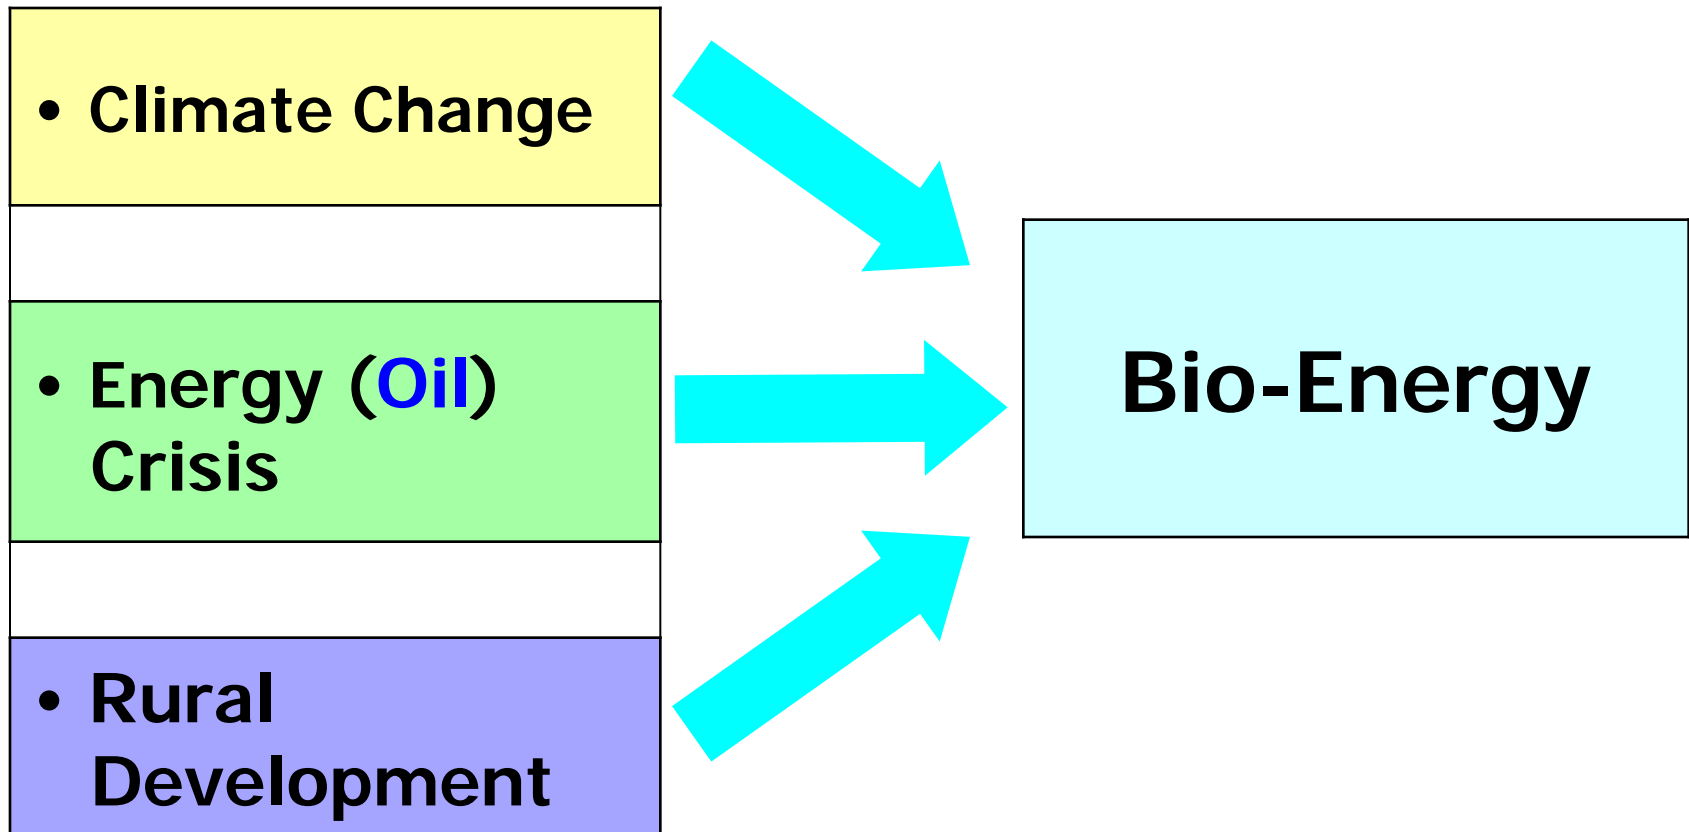 • Climate Change
• Energy (Oil)
Crisis
• Rural
Development
Bio-Energy